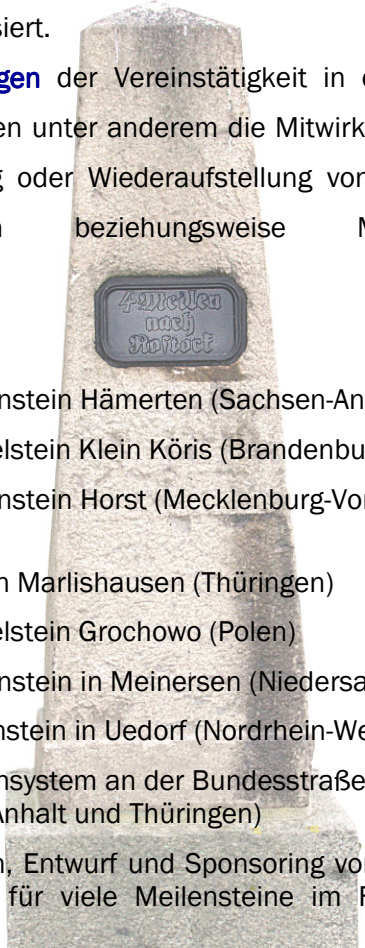 siert.
gen der Vereinstätigkeit in
en unter anderem die Mitwirk
g oder Wiederaufstellung von
beziehungsweise
4-Meilen
nach
Rostock
nstein Hämerten (Sachsen-An
elstein Klein Köris (Brandenbu
nstein Horst (Mecklenburg-Vor
n Marlishausen (Thüringen)
elstein Grochowo (Polen)
nstein in Meinersen (Niedersa
nstein in Uedorf (Nordrhein-We
nsystem an der Bundesstraße
Anhalt und Thüringen)
n, Entwurf und Sponsoring vor
für viele Meilensteine im